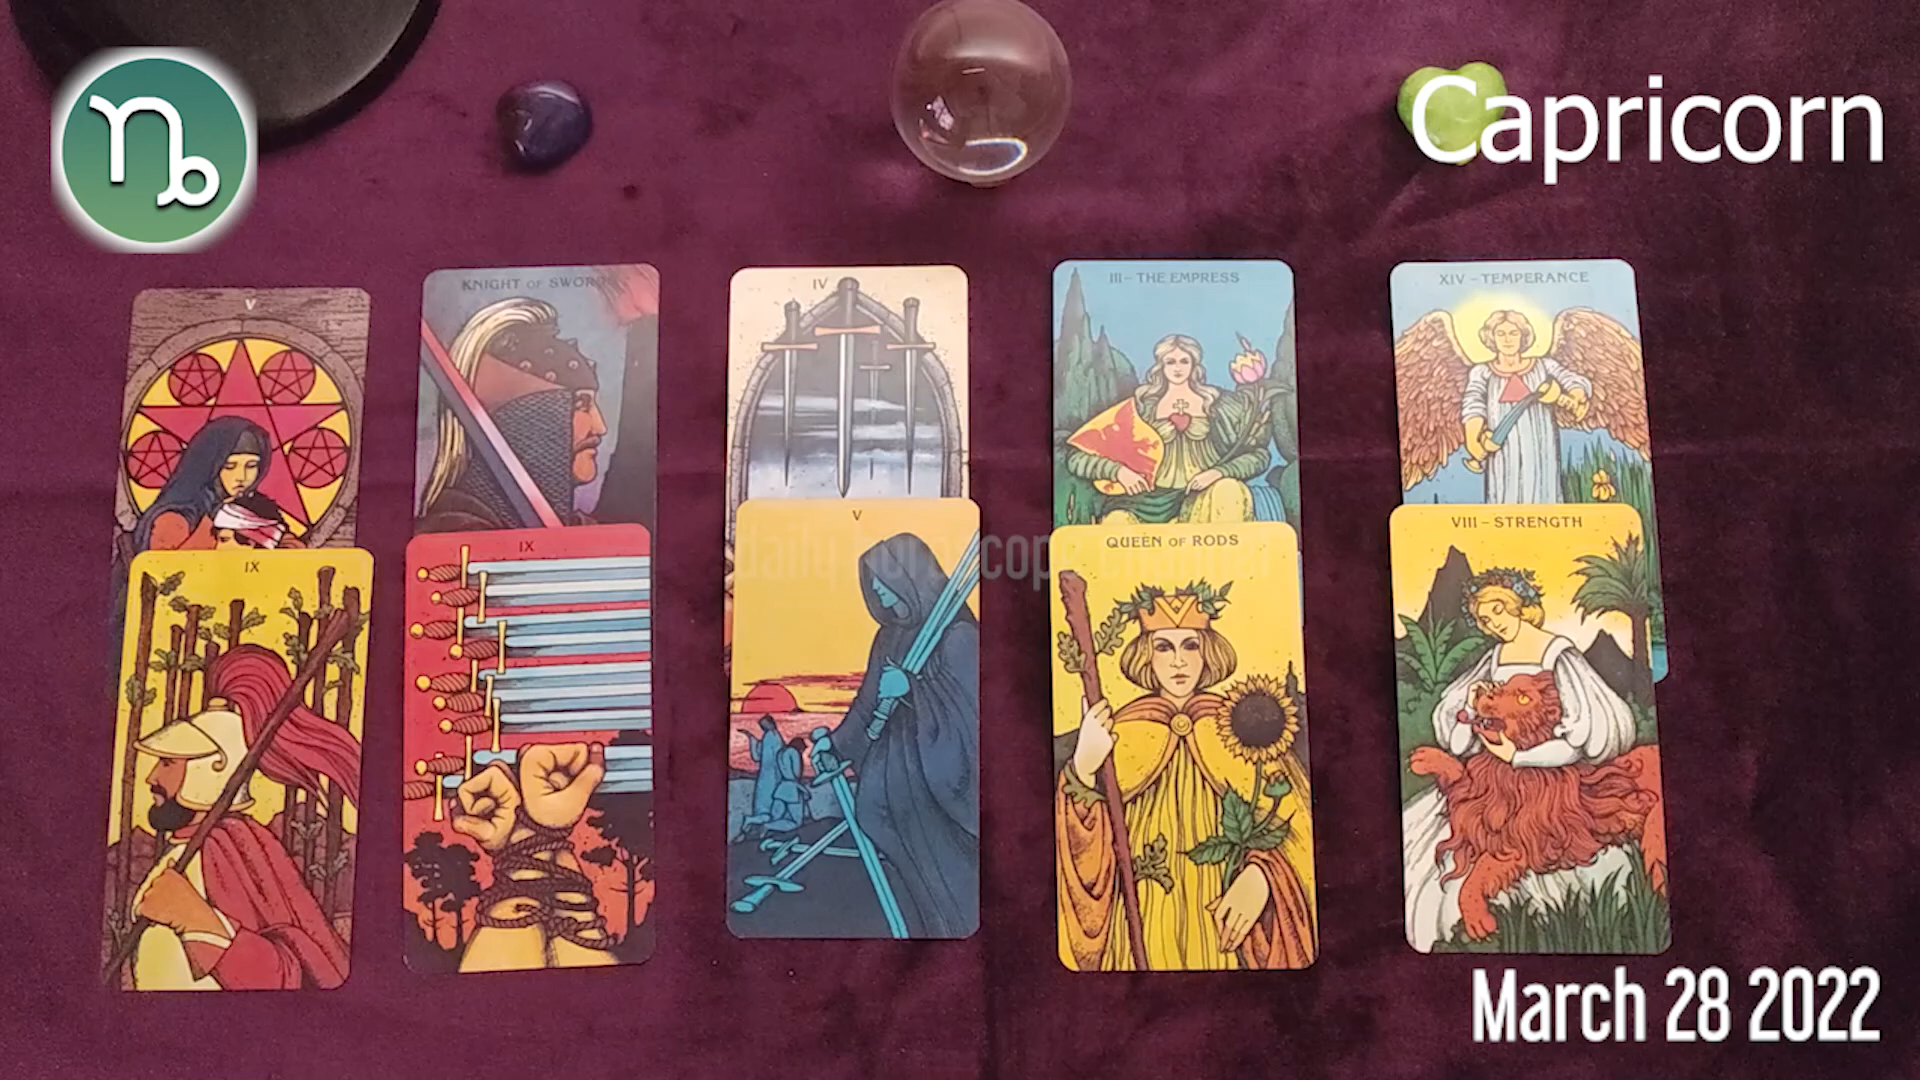 Capricorn
V
KNIGHT OF SWORDS
IV
III – THE EMPRESS
XIV – TEMPERANCE
IX
IX
V
QUEEN OF RODS
VIII – STRENGTH
March 28 2022